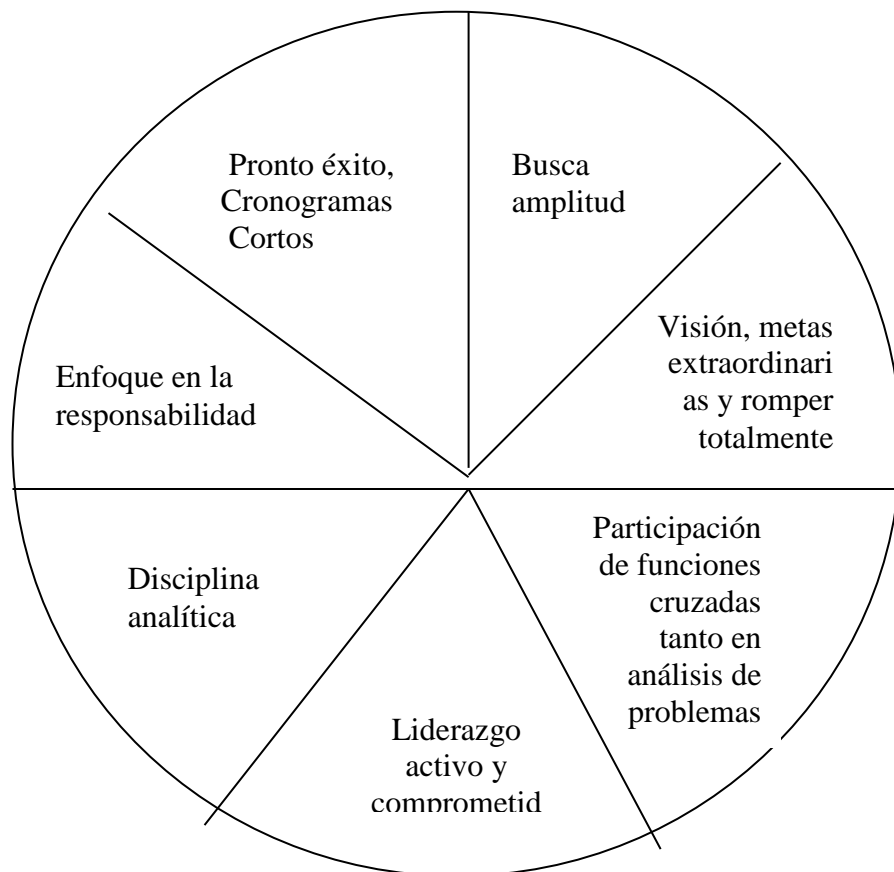 Pronto éxito,
Cronogramas
Cortos
Busca
amplitud
Visión, metas
extraordinari
as y romper
totalmente
Enfoque en la
responsabilidad
Participación
de funciones
cruzadas
tanto en
análisis de
problemas
Disciplina
analítica
Liderazgo
activo y
comprometid